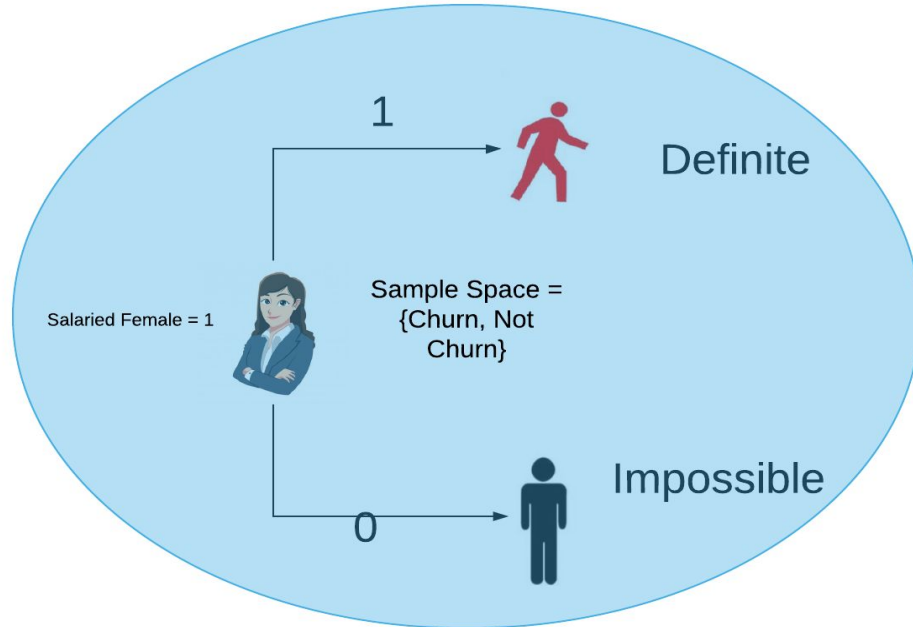 1
Definite
Salaried Female = 1
Sample Space =
{Churn, Not
Churn}
Impossible
0